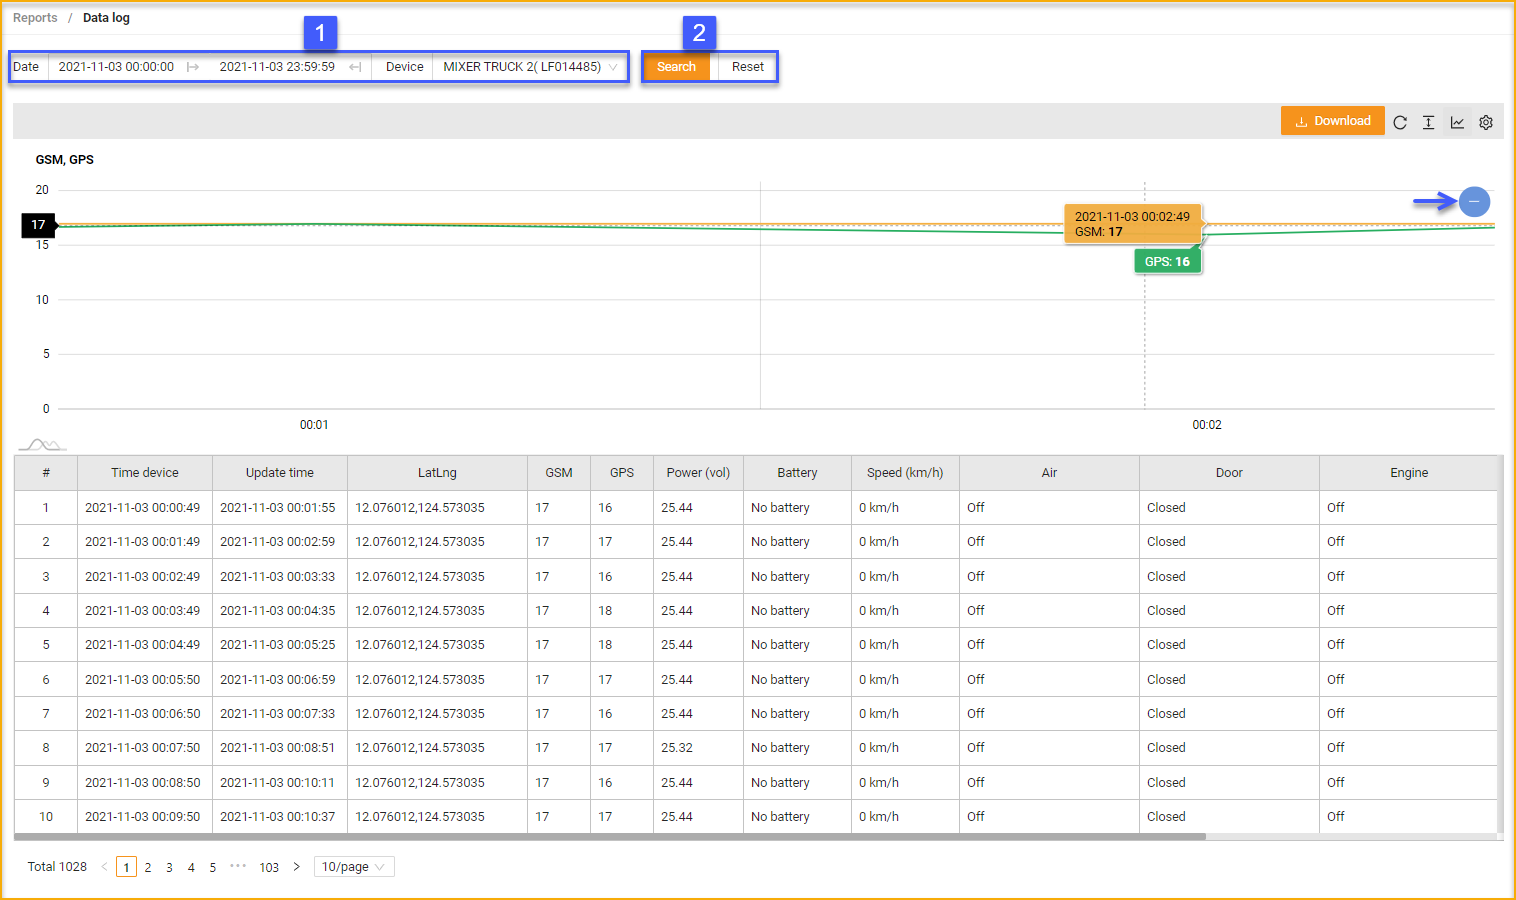 Reports / Data log
1 2
Date 2021-11-03 00:00:00 2021-11-03 23:59:59 Device MIXER TRUCK 2( LF014485) Search Reset
Download
GSM, GPS
20
17
15
10
5
0
2021-11-03 00:02:49
GSM: 17
GPS: 16
00:01 00:02
# Time device Update time LatLng GSM GPS Power (vol) Battery Speed (km/h) Air Door Engine
1 2021-11-03 00:00:49 2021-11-03 00:01:55 12.076012,124.573035 17 16 25.44 No battery 0 km/h Off Closed Off
2 2021-11-03 00:01:49 2021-11-03 00:02:59 12.076012,124.573035 17 17 25.44 No battery 0 km/h Off Closed Off
3 2021-11-03 00:02:49 2021-11-03 00:03:33 12.076012,124.573035 17 16 25.44 No battery 0 km/h Off Closed Off
4 2021-11-03 00:03:49 2021-11-03 00:04:35 12.076012,124.573035 17 18 25.44 No battery 0 km/h Off Closed Off
5 2021-11-03 00:04:49 2021-11-03 00:05:25 12.076012,124.573035 17 18 25.44 No battery 0 km/h Off Closed Off
6 2021-11-03 00:05:50 2021-11-03 00:06:59 12.076012,124.573035 17 17 25.44 No battery 0 km/h Off Closed Off
7 2021-11-03 00:06:50 2021-11-03 00:07:33 12.076012,124.573035 17 16 25.44 No battery 0 km/h Off Closed Off
8 2021-11-03 00:07:50 2021-11-03 00:08:51 12.076012,124.573035 17 17 25.32 No battery 0 km/h Off Closed Off
9 2021-11-03 00:08:50 2021-11-03 00:10:11 12.076012,124.573035 17 16 25.44 No battery 0 km/h Off Closed Off
10 2021-11-03 00:09:50 2021-11-03 00:10:37 12.076012,124.573035 17 17 25.44 No battery 0 km/h Off Closed Off
Total 1028 < 1 2 3 4 5 ••• 103 > 10/page